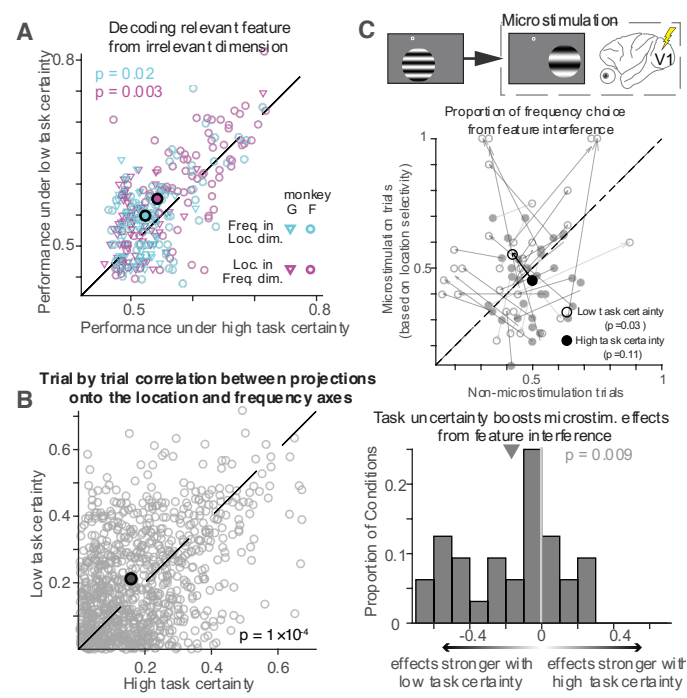 A
Decoding relevant feature
from irrelevant dimension
0.8
p = 0.02
p = 0.003
Performance under low task certainty
0.5
monkey
G F
Freq. in
Loc. dim.
Loc. in
Freq. dim.
0.5
0.8
Performance under high task certainty
B
Trial by trial correlation between projections
onto the location and frequency axes
0.6
0.4
0.2
Low task certainty
p = 1×10-4
0.2
0.4
0.6
High task certainty
C
Microstimulation
V1
Proportion of frequency choice
from feature interference
1
0.5
Microstimulation trials
(based on location selectivity)
Low task certainty
(p =0.03 )
High task certainty
(p =0.11)
0.5
1
Non-microstimulation trials
Task uncertainty boosts microstim. effects
from feature interference
p = 0.009
0.2
0.1
0
Proportion of Conditions
-0.4
0
0.4
effects stronger with
low task certainty
effects stronger with
high task certainty